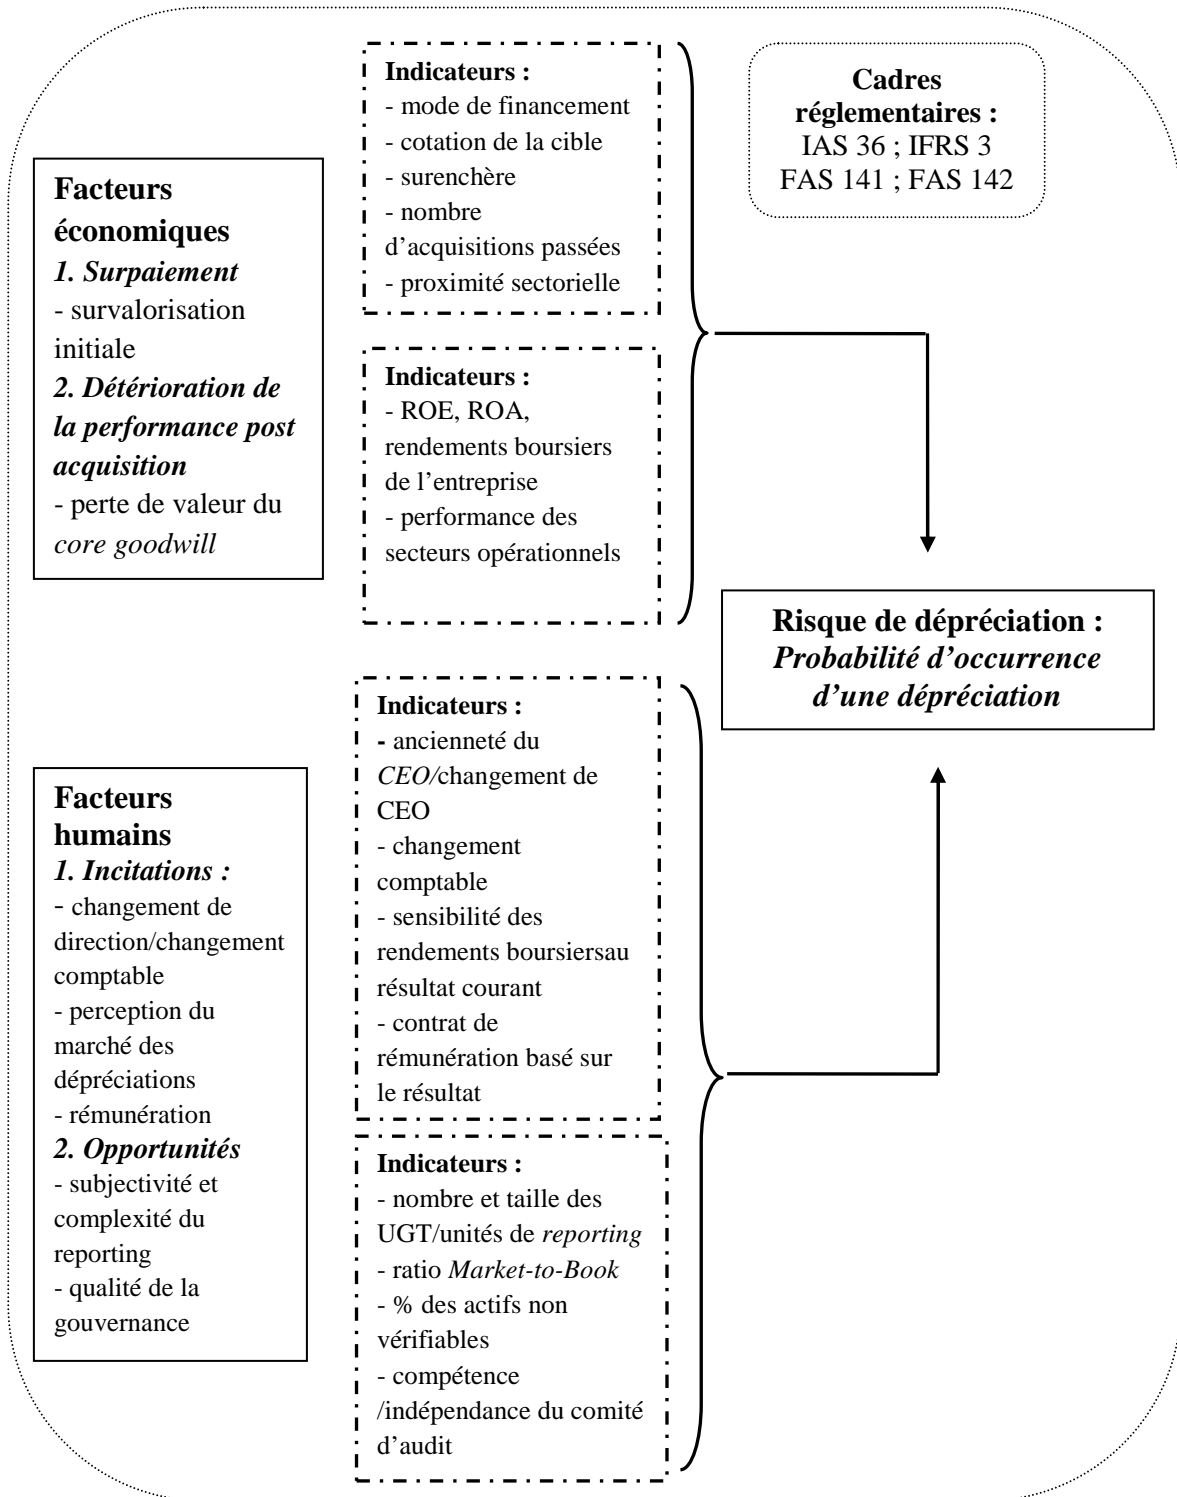 Facteurs
économiques
1. Surpaiement
- survalorisation
initiale
2. Détérioration de
la performance post
acquisition
- perte de valeur du
core goodwill
Indicateurs :
- mode de financement
- cotation de la cible
- surenchère
- nombre
d’acquisitions passées
- proximité sectorielle
Indicateurs :
- ROE, ROA,
rendements boursiers
de l’entreprise
- performance des
secteurs opérationnels
Cadres
réglementaires :
IAS 36 ; IFRS 3
FAS 141 ; FAS 142
Risque de dépréciation :
Probabilité d’occurrence
d’une dépréciation
Facteurs
humains
1. Incitations :
- changement de
direction/changement
comptable
- perception du
marché des
dépréciations
- rémunération
2. Opportunités
- subjectivité et
complexité du
reporting
- qualité de la
gouvernance
Indicateurs :
- ancienneté du
CEO/changement de
CEO
- changement
comptable
- sensibilité des
rendements boursiersau
résultat courant
- contrat de
rémunération basé sur
le résultat
Indicateurs :
- nombre et taille des
UGT/unités de reporting
- ratio Market-to-Book
- % des actifs non
vérifiables
- compétence
/indépendance du comité
d’audit